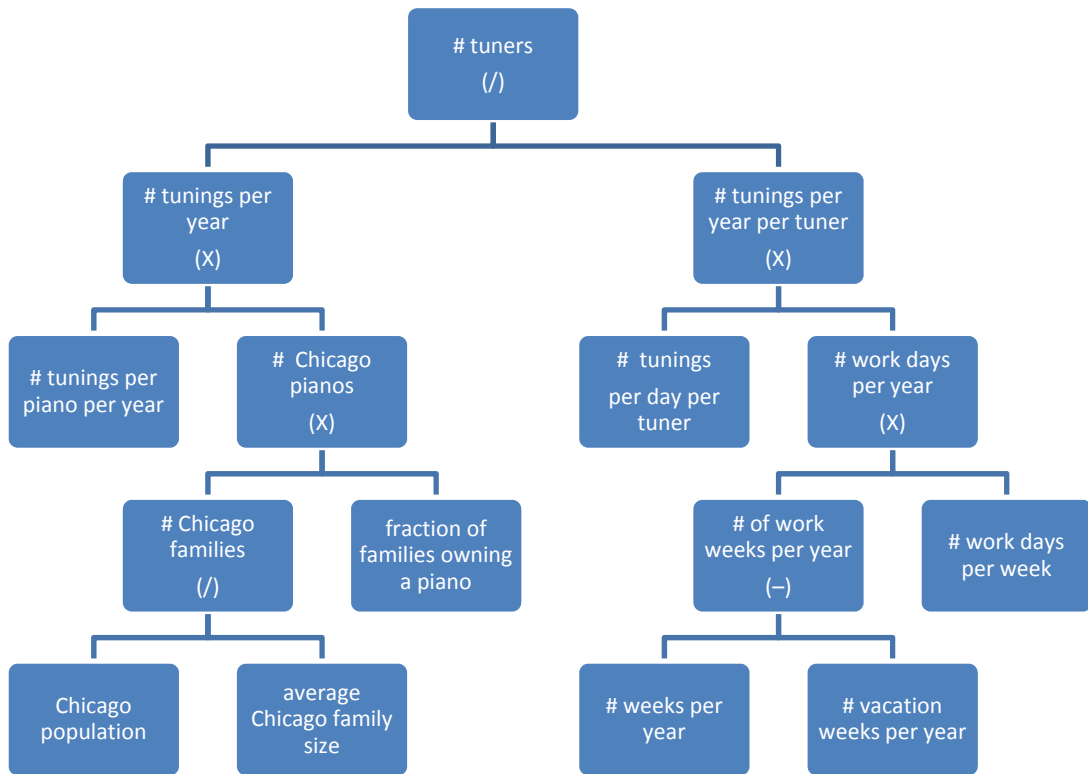 # tuners
(/)
# tunings per
year
(X)
# tunings per
year per tuner
(X)
# tunings per
piano per year
# Chicago
pianos
(X)
# tunings
per day per
tuner
# work days
per year
(X)
# Chicago
families
(/)
fraction of
families owning
a piano
# of work
weeks per year
(–)
# work days
per week
Chicago
population
average
Chicago family
size
# weeks per
year
# vacation
weeks per year